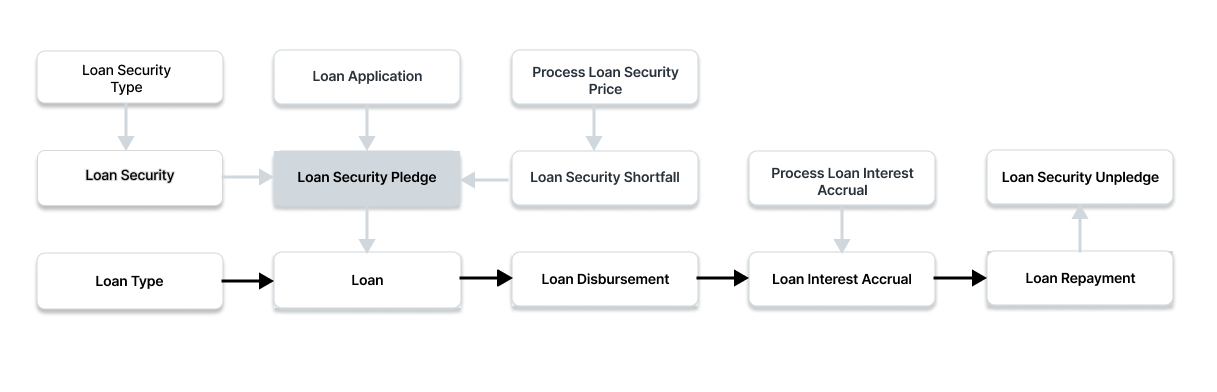 Loan Security
Type
Loan Application
Process Loan Security
Price
Loan Security
Loan Security Pledge
Loan Security Shortfall
Process Loan Interest
Accrual
Loan Security Unpledge
Loan Type
Loan
Loan Disbursement
Loan Interest Accrual
Loan Repayment